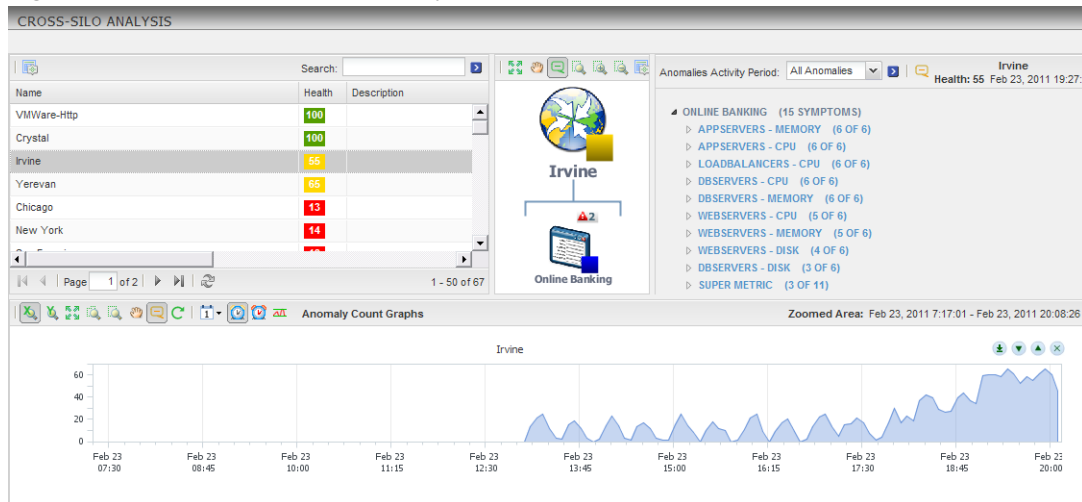 CROSS-SILO ANALYSIS
Search:
Name Health Description
VMWare-Http 100
Crystal 100
Irvine 55
Yerevan 65
Chicago 13
New York 14
Page 1 of 2 1 - 50 of 67
Irvine
2
Online Banking
Anomalies Activity Period: All Anomalies
Irvine
Health: 55 Feb 23, 2011 19:27:
ONLINE BANKING (15 SYMPTOMS)
APPSERVERS - MEMORY (6 OF 6)
APPSERVERS - CPU (6 OF 6)
LOADBALANCERS - CPU (6 OF 6)
DBSERVERS - CPU (6 OF 6)
DBSERVERS - MEMORY (6 OF 6)
WEBSERVERS - CPU (5 OF 6)
WEBSERVERS - MEMORY (5 OF 6)
WEBSERVERS - DISK (4 OF 6)
DBSERVERS - DISK (3 OF 6)
SUPER METRIC (3 OF 11)
1 Anomaly Count Graphs Zoomed Area: Feb 23, 2011 7:17:01 - Feb 23, 2011 20:08:26
Irvine
60
40
20
0
Feb 23 Feb 23 Feb 23 Feb 23 Feb 23 Feb 23 Feb 23 Feb 23 Feb 23 Feb 23 Feb 23
07:30 08:45 10:00 11:15 12:30 13:45 15:00 16:15 17:30 18:45 20:00